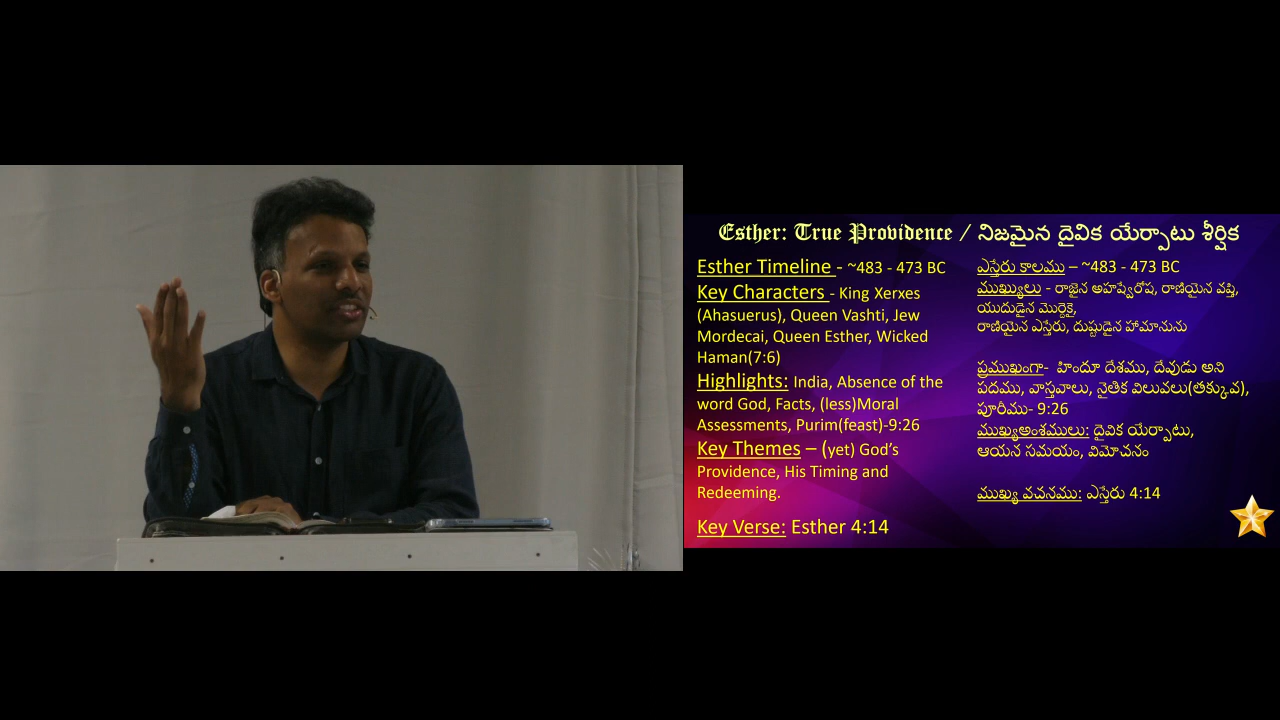 Esther: True Providence / నిజమైన దైవిక యేర్పాటు శీర్షిక
Esther Timeline - ~483 - 473 BC
Key Characters - King Xerxes
(Ahasuerus), Queen Vashti, Jew
Mordecai, Queen Esther, Wicked
Haman(7:6)
Highlights: India, Absence of the
word God, Facts, (less)Moral
Assessments, Purim(feast)-9:26
Key Themes – (yet) God’s
Providence, His Timing and
Redeeming.
Key Verse: Esther 4:14
ఎస్తేరు కాలము – ~483 - 473 BC
ముఖ్యులు - రాజైన అహష్వేరోష, రాణియైన వష్తి,
యుదుడైన మొర్దెకై,
రాణియైన ఎస్తేరు, దుష్టుడైన హామానును
ప్రముఖంగా- హిందూ దేశము, దేవుడు అని
పదము, వాస్తవాలు, నైతిక విలువలు(తక్కువ),
పూరీము- 9:26
ముఖ్యఅంశములు: దైవిక యేర్పాటు,
ఆయన సమయం, విమోచనం
ముఖ్య వచనము: ఎస్తేరు 4:14